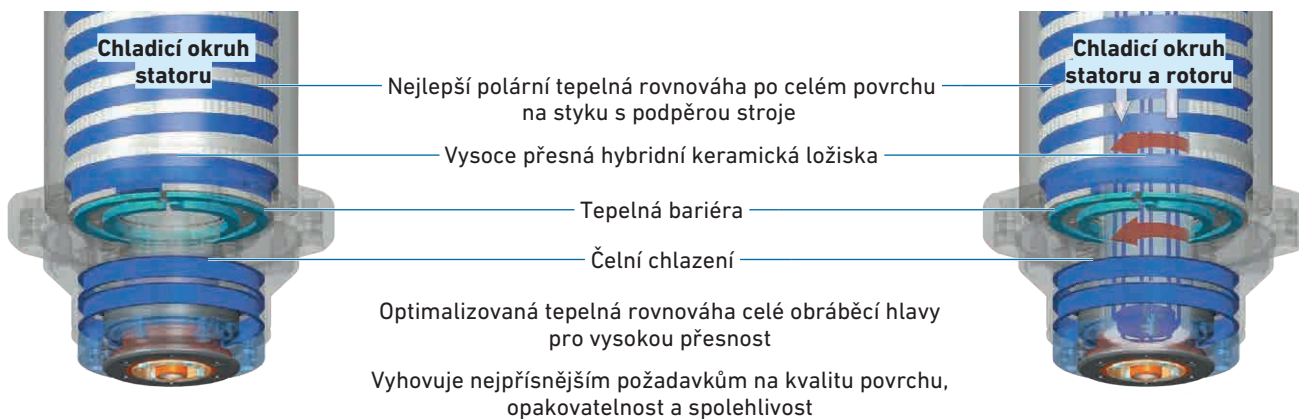 Chladicí okruh
statoru
Chladicí okruh
statoru a rotoru
Nejlepší polární tepelná rovnováha po celém povrchu
na styku s podpěrou stroje
Vysoce přesná hybridní keramická ložiska
Tepelná bariéra
Čelní chlazení
Optimalizovaná tepelná rovnováha celé obráběcí hlavy
pro vysokou přesnost
Vyhovuje nejpřísnějším požadavkům na kvalitu povrchu,
opakovatelnost a spolehlivost